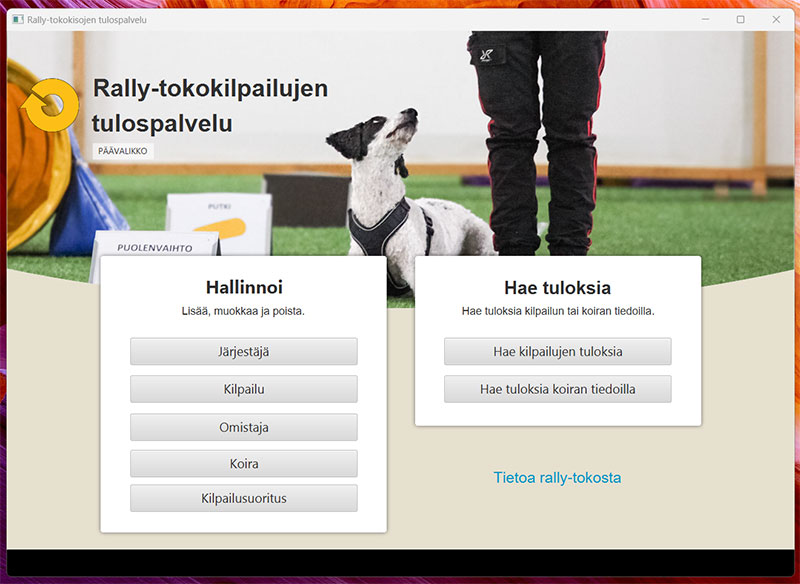 Rally-tokokisojen tulospalvelu
Rally-tokokilpailujen
tulospalvelu
PÄÄVALIKKO
PUTKI
PUOLENVAIHTO
Hallinnoi
Lisää, muokkaa ja poista.
Järjestäjä
Kilpailu
Omistaja
Koira
Kilpailusuoritus
Hae tuloksia
Hae tuloksia kilpailun tai koiran tiedoilla.
Hae kilpailujen tuloksia
Hae tuloksia koiran tiedoilla
Tietoa rally-tokosta